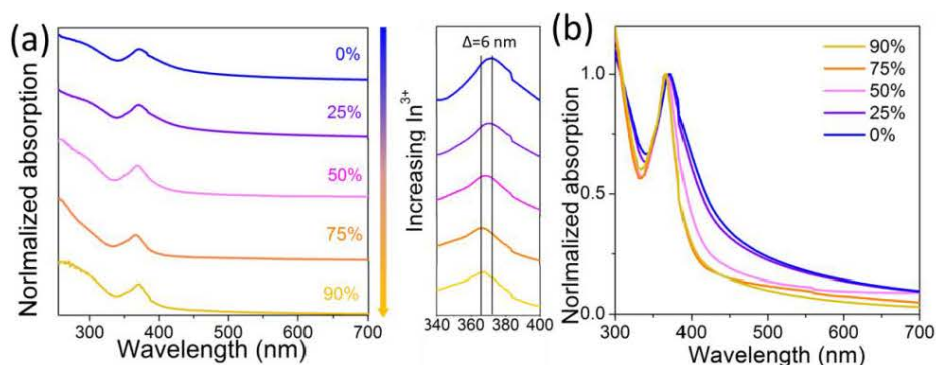 (a)
0%
25%
50%
75%
90%
Norlmalized absorption
300 400 500 600 700
Wavelength (nm)
Increasing In3+
Δ=6 nm
340 360 380 400
(b)
90%
75%
50%
25%
0%
1.0
0.5
0.0
Norlmalized absorption
300 400 500 600 700
Wavelength (nm)